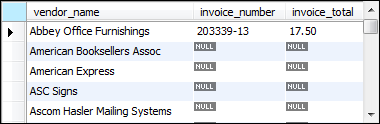 vendor_name invoice_number invoice_total
Abbey Office Furnishings 203339-13 17.50
American Booksellers Assoc NULL NULL
American Express NULL NULL
ASC Signs NULL NULL
Ascom Hasler Mailing Systems NULL NULL